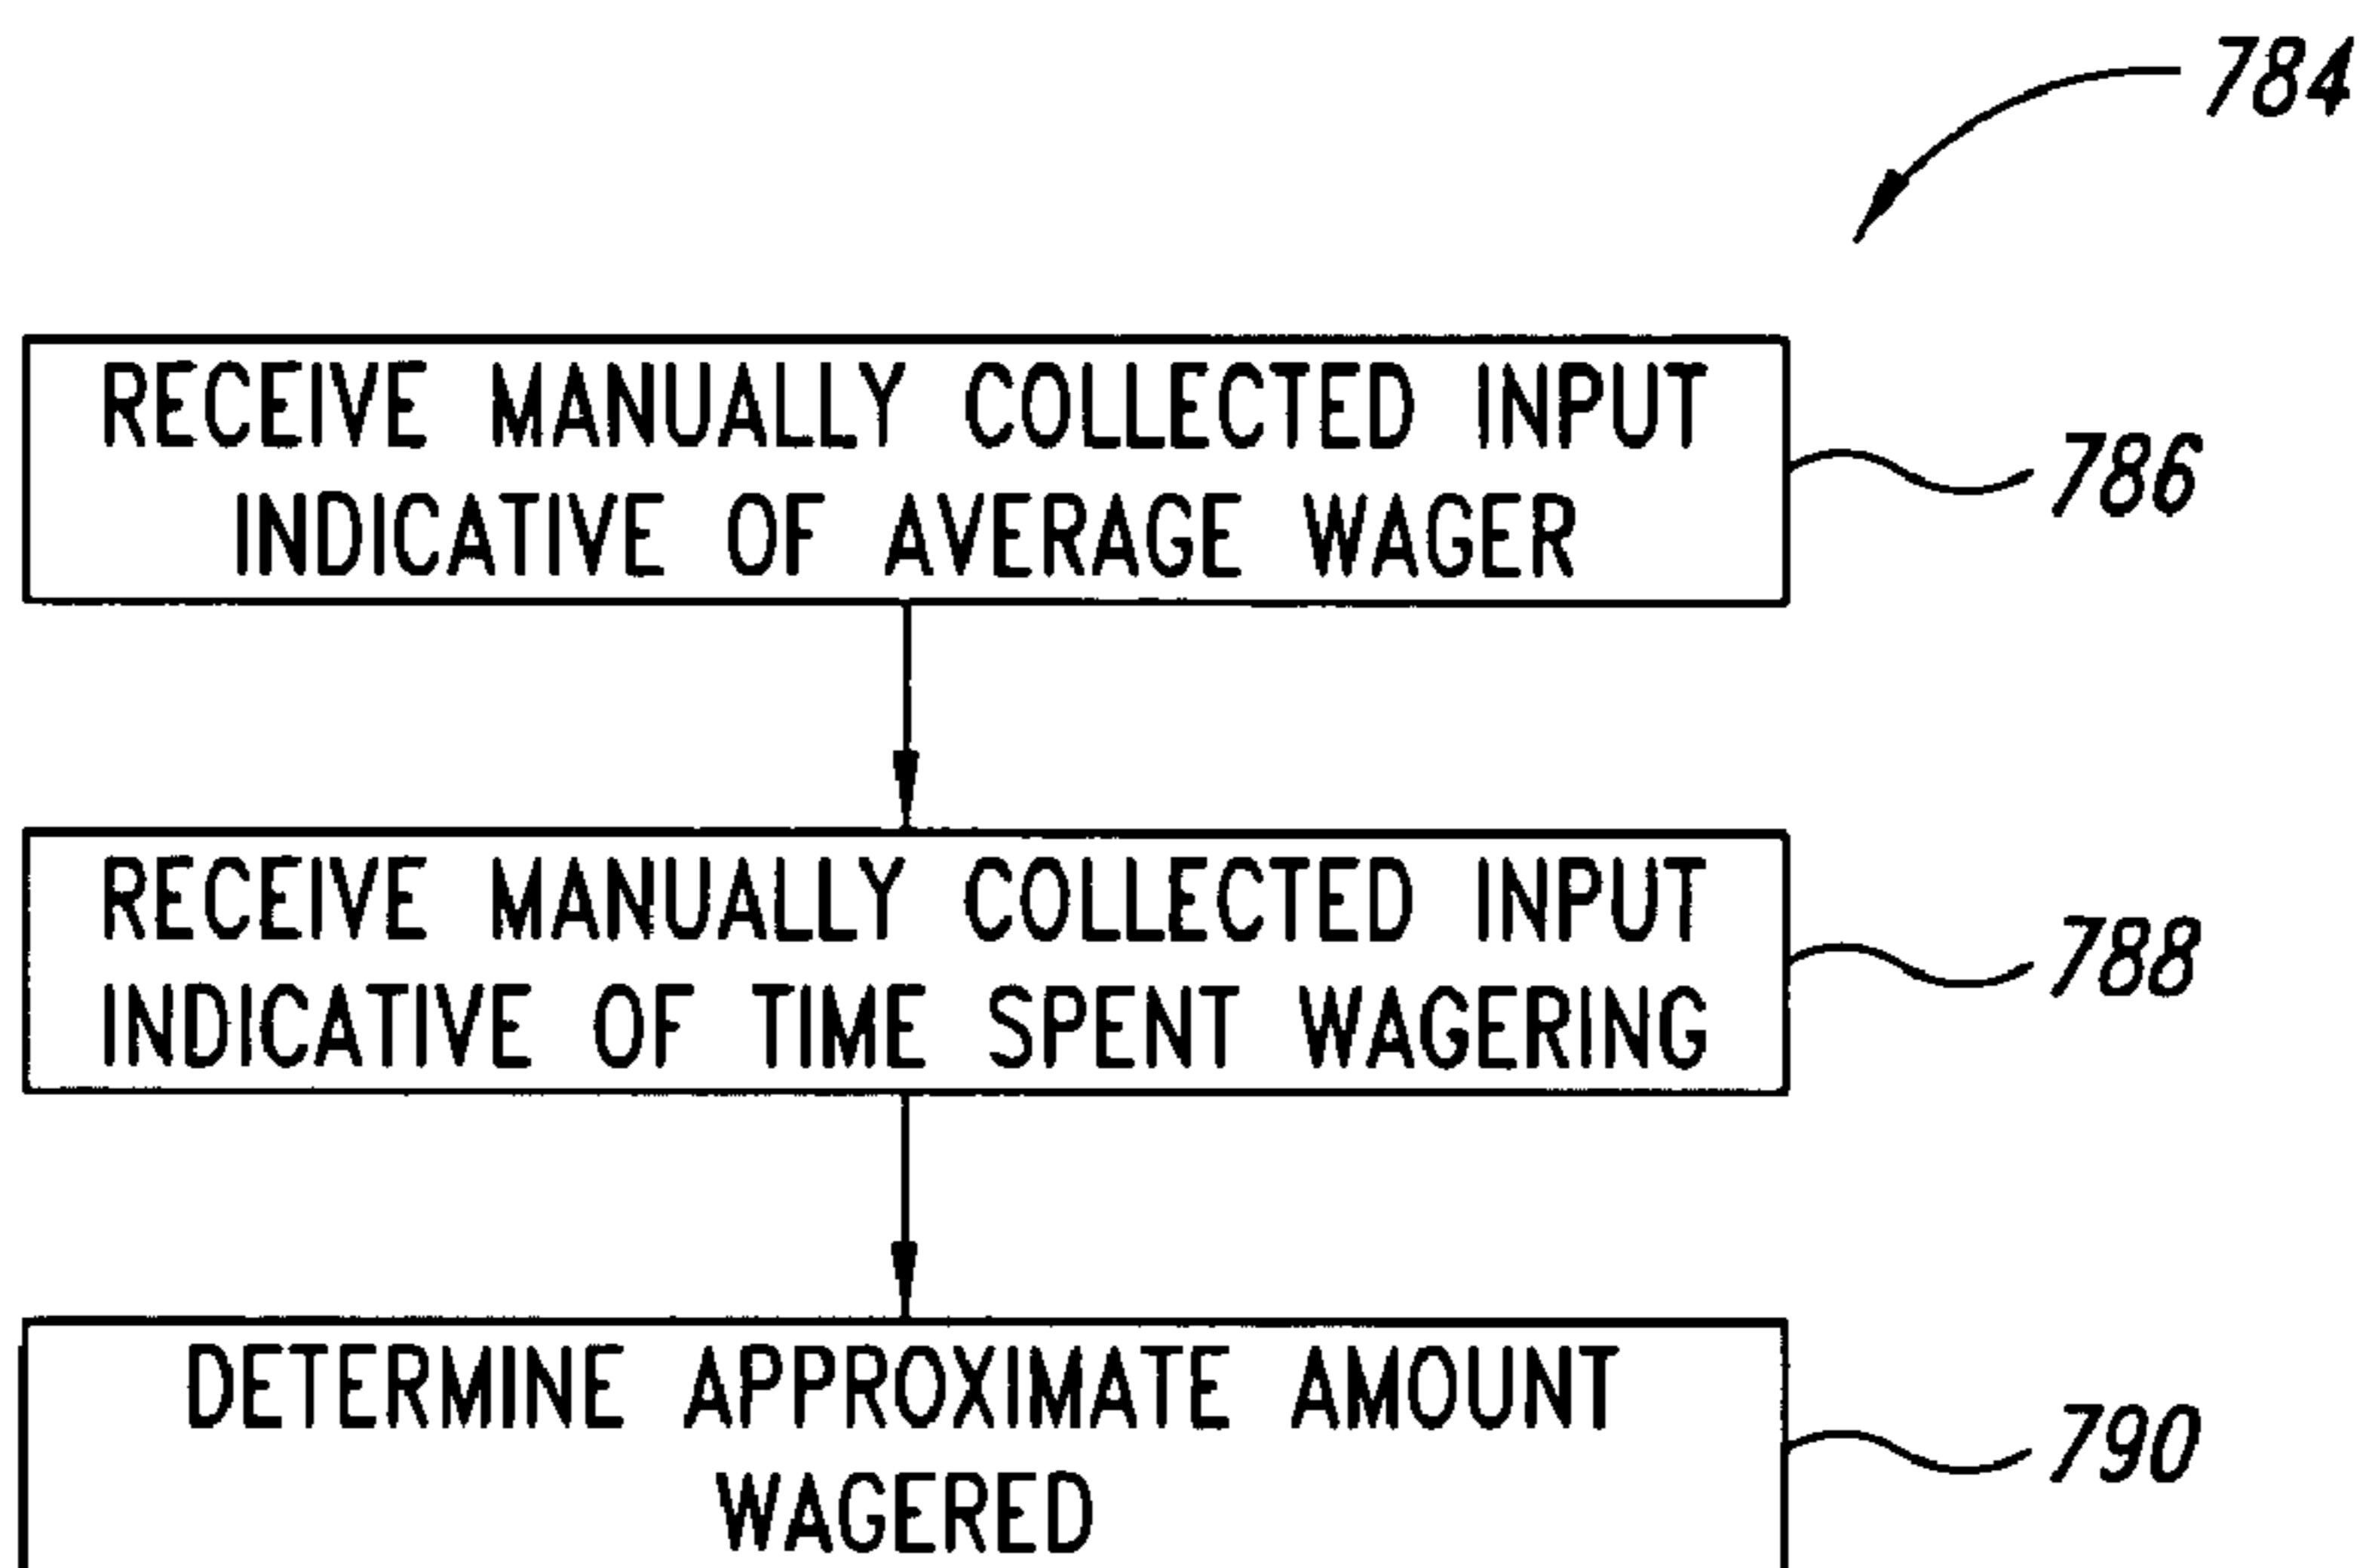 784
RECEIVE MANUALLY COLLECTED INPUT
INDICATIVE OF AVERAGE WAGER
786
RECEIVE MANUALLY COLLECTED INPUT
INDICATIVE OF TIME SPENT WAGERING
788
DETERMINE APPROXIMATE AMOUNT
WAGERED
790